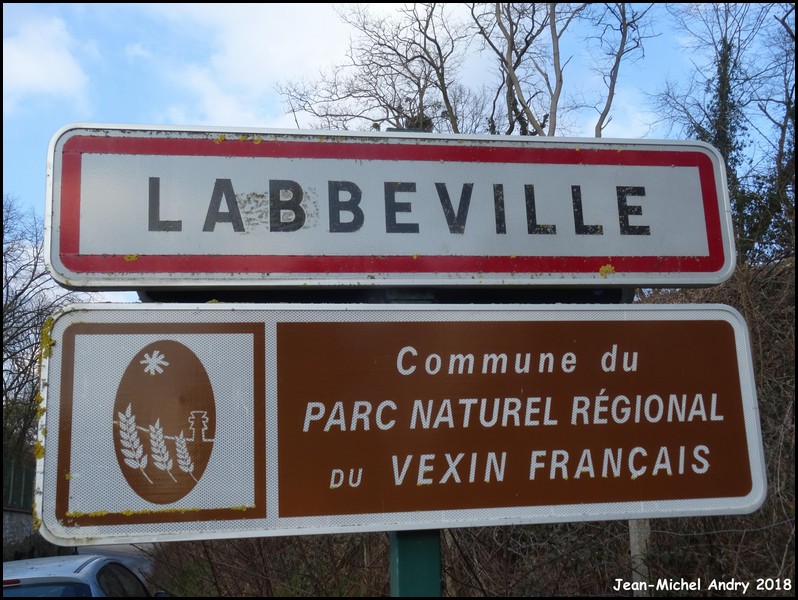 LABBEVILLE
Commune du
PARC NATUREL RÉGIONAL
DU VEXIN FRANÇAIS
Jean-Michel Andry 2018